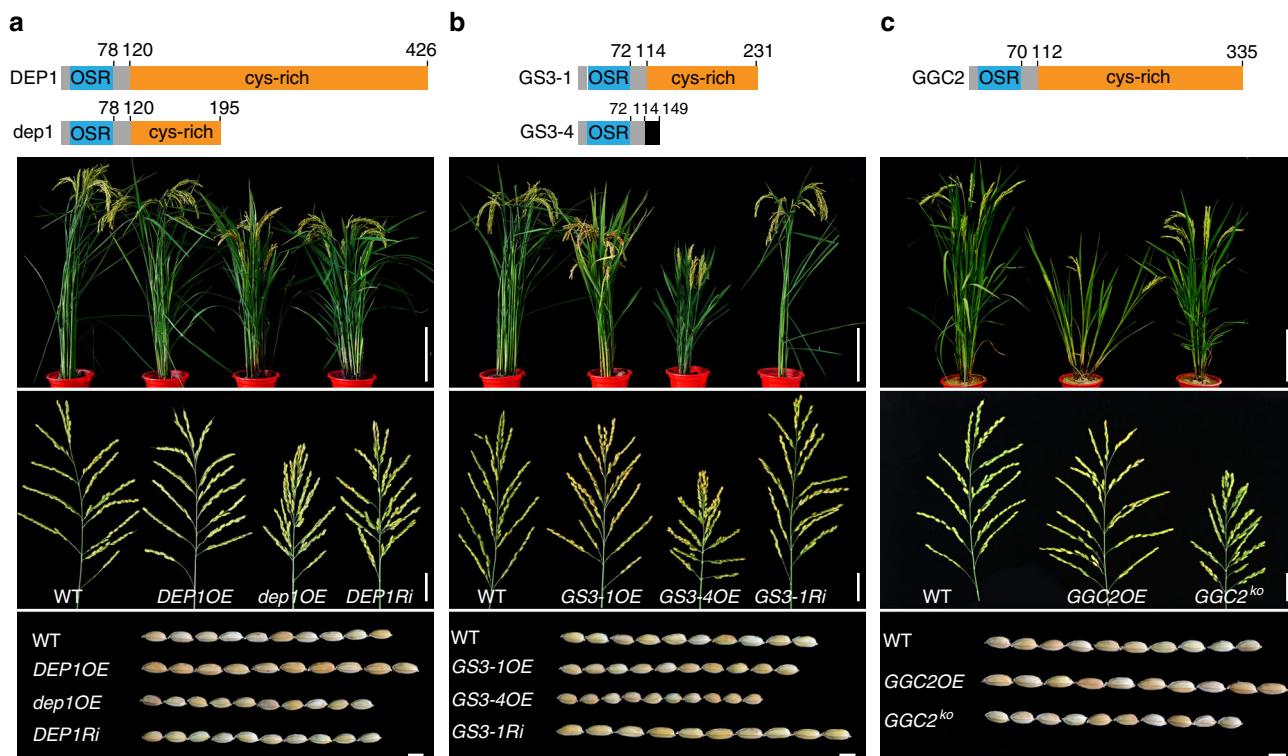 a
78 120 426
DEP1 OSR cys-rich
78 120 195
dep1 OSR cys-rich
WT DEP1OE dep1OE DEP1Ri
WT
DEP1OE
dep1OE
DEP1Ri
b
72 114 231
GS3-1 OSR cys-rich
72 114 149
GS3-4 OSR
WT GS3-1OE GS3-4OE GS3-1Ri
WT
GS3-1OE
GS3-4OE
GS3-1Ri
c
70 112 335
GGC2 OSR cys-rich
WT GGC2OE GGC2ko
WT
GGC2OE
GGC2ko